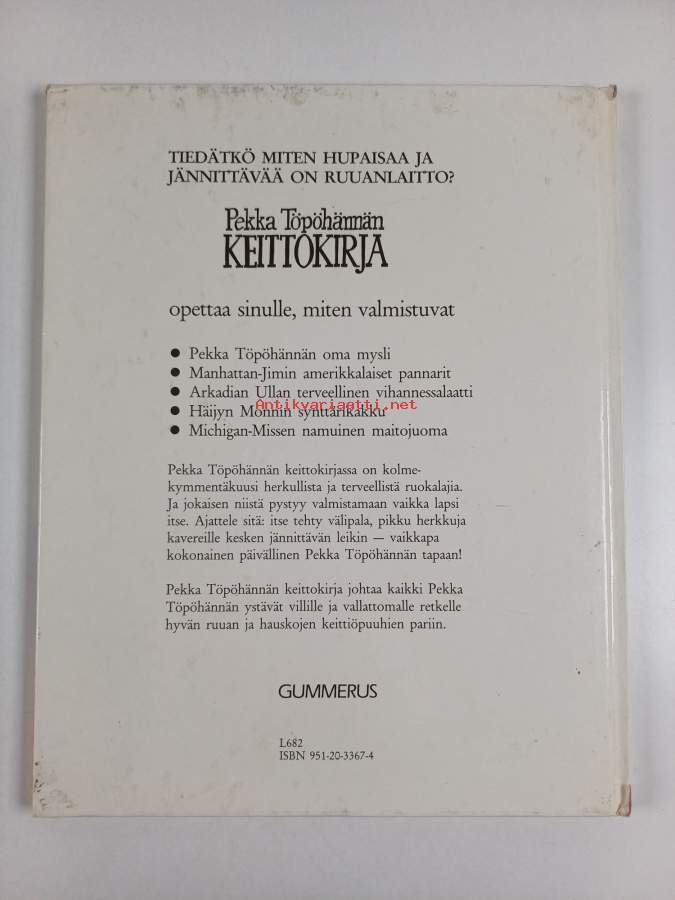 TIEDÄTKÖ MITEN HUPAISAA JA
JÄNNITTÄVÄÄ ON RUUANLAITTO?
Pekka Töpöhännän
KEITTOKIRJA
opettaa sinulle, miten valmistuvat
● Pekka Töpöhännän oma mysli
● Manhattan-Jimin amerikkalaiset pannarit
● Arkadian Ullan terveellinen vihannessalaatti
Antikvariaatti.net
● Häijyn Monnin synttärikakku
● Michigan-Missen namuinen maitojuoma
Pekka Töpöhännän keittokirjassa on kolme-
kymmentäkuusi herkullista ja terveellistä ruokalajia.
Ja jokaisen niistä pystyy valmistamaan vaikka lapsi
itse. Ajattele sitä: itse tehty välipala, pikku herkkuja
kavereille kesken jännittävän leikin — vaikkapa
kokonainen päivällinen Pekka Töpöhännän tapaan!
Pekka Töpöhännän keittokirja johtaa kaikki Pekka
Töpöhännän ystävät villille ja vallattomalle retkelle
hyvän ruuan ja hauskojen keittiöpuuhien pariin.
GUMMERUS
L682
ISBN 951-20-3367-4